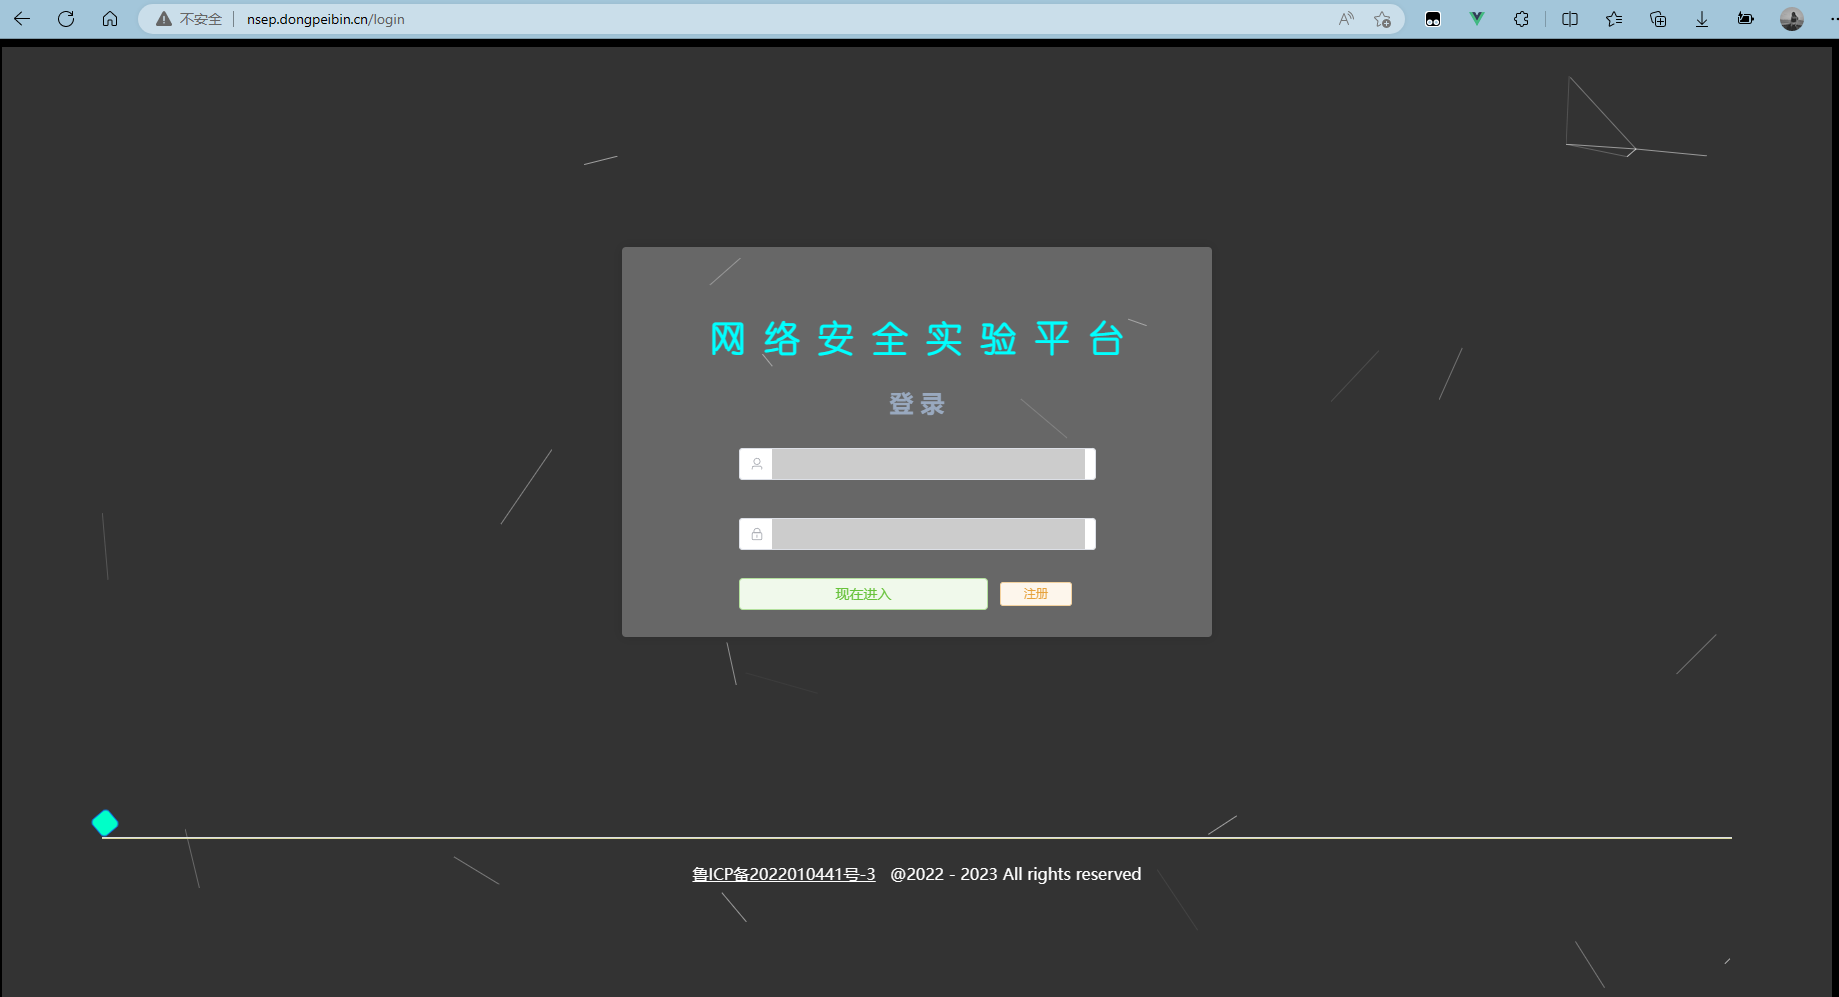 不安全 nsep.dongpeibin.cn/login
网络安全实验平台
登录
现在进入 注册
鲁ICP备2022010441号-3 @2022 - 2023 All rights reserved